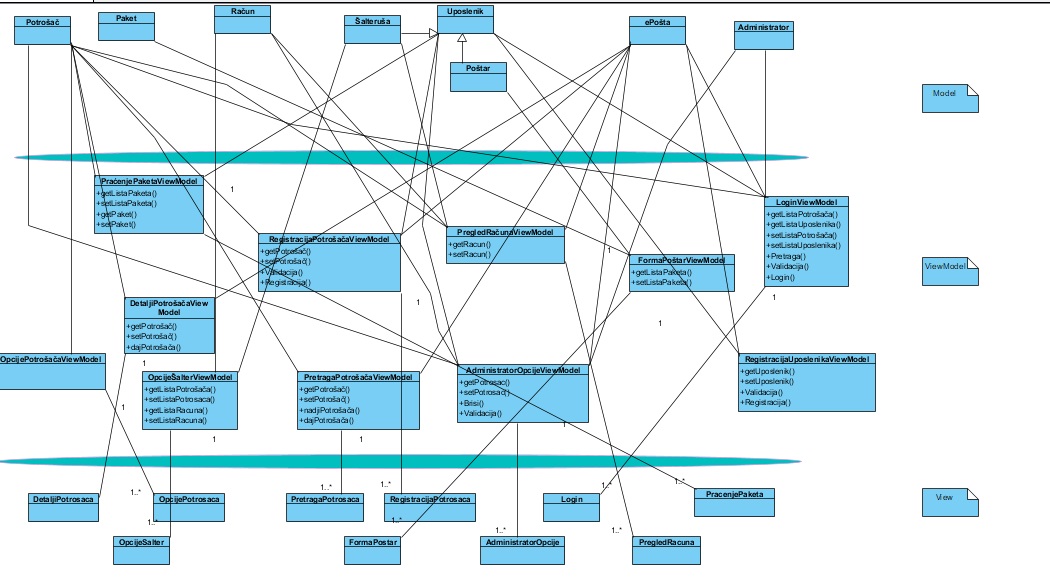 Potrošač
Paket
Račun
Šalteruša
Uposlenik
ePošta
Administrator
Poštar
Model
PraćenjePaketaViewModel
+getListaPaketa()
+setListaPaketa()
+getPaket()
+setPaket()
1
LoginViewModel
+getListaPotrošača()
+getListaUposlenika()
+setListaPotrošača()
+setListaUposlenika()
+Pretraga()
+Validacija()
+Login()
RegistracijaPotrošačaViewModel
+getPotrošač()
+setPotrošač()
+Validacija()
+Registracija()
PregledRačunaViewModel
+getRacun()
+setRacun()
1
FormaPoštarViewModel
+getListaPaketa()
+setListaPaketa()
ViewModel
DetaljiPotrošačaView
Model
+getPotrošač()
+setPotrošač()
+dajPotrošača()
1
1
1
OpcijePotrošačaViewModel
1
OpcijeŠalterViewModel
+getListaPotrošača()
+setListaPotrosaca()
+getListaRacuna()
+setListaRacuna()
PretragaPotrošačaViewModel
+getPotrošač()
+setPotrošač()
+nadjiPotrošača()
+dajPotrošača()
AdministratorOpcijeViewModel
+getPotrosac()
+setPotrosac()
+Brisi()
+Validacija()
RegistracijaUposlenikaViewModel
+getUposlenik()
+setUposlenik()
+Validacija()
+Registracija()
1
1
1
1
1..*
1..*
1..*
1..*
1..*
DetaljiPotrosaca
OpcijePotrosaca
PretragaPotrosaca
RegistracijaPotrosaca
Login
PracenjePaketa
View
1..*
1..*
1..*
1..*
OpcijeSalter
FormaPostar
AdministratorOpcije
PregledRacuna